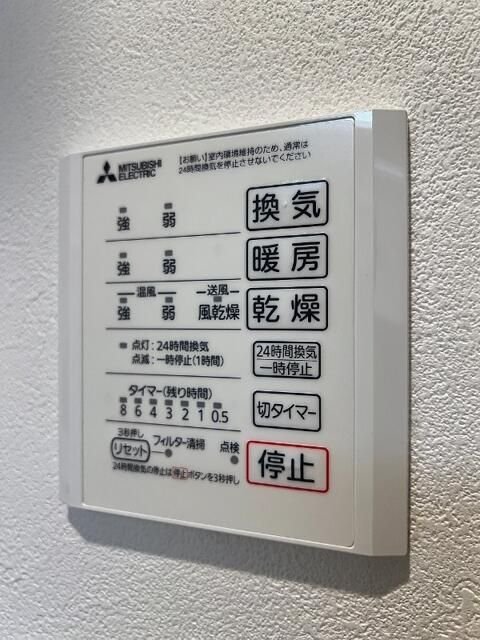 MITSUBISHI
ELECTRIC
【お願い】室内環境維持のため、通常は
24時間換気を停止させないでください
強 弱 換気
強 弱 暖房
温風 送風
強 弱 風乾燥 乾燥
点灯：24時間換気
点滅：一時停止(1時間)
24時間換気
一時停止
タイマー(残り時間)
8 6 4 3 2 1 0.5
切タイマー
3秒押し
リセット フィルター清掃 点検
停止
24時間換気の停止は停止ボタンを3秒押し